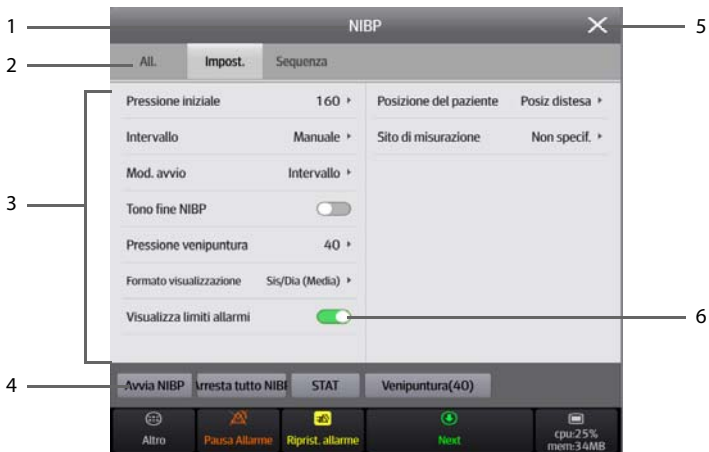 1 NIBP 5
2 All. Impost. Sequenza
3
Pressione iniziale 160
Intervallo Manuale
Mod. avvio Intervallo
Tono fine NIBP
Pressione venipuntura 40
Formato visualizzazione Sis/Dia (Media)
Visualizza limiti allarmi
Posizione del paziente Posiz distesa
Sito di misurazione Non specif.
6
4 Avvia NIBP Arresta tutto NIBP STAT Venipuntura(40)
Altro Pausa Allarme Riprist. allarme Next cpu:25%
mem:34MB